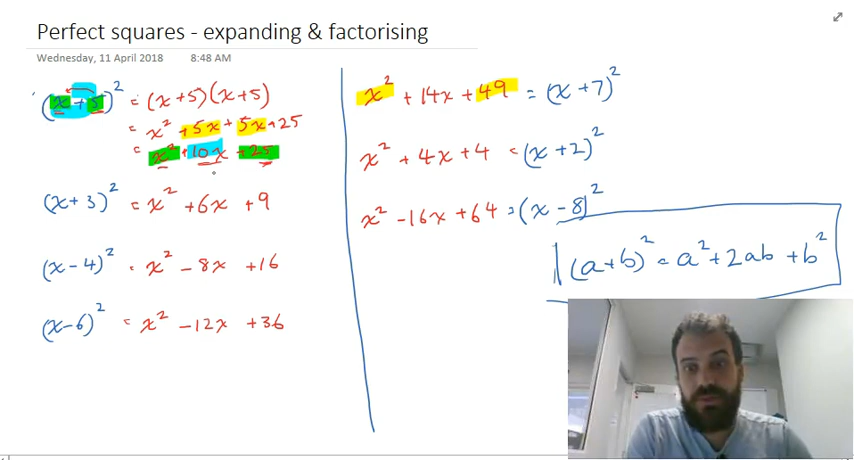 Perfect squares - expanding & factorising
Wednesday, 11 April 2018 8:48 AM
(x+5)² = (x+5)(x+5)
= x² +5x +5x +25
= x² +10x +25
(x+3)² = x² +6x +9
(x-4)² = x² -8x +16
(x-6)² = x² -12x +36
x² +14x +49 = (x+7)²
x² +4x +4 = (x+2)²
x² -16x +64 = (x-8)²
(a+b)² = a² +2ab +b²